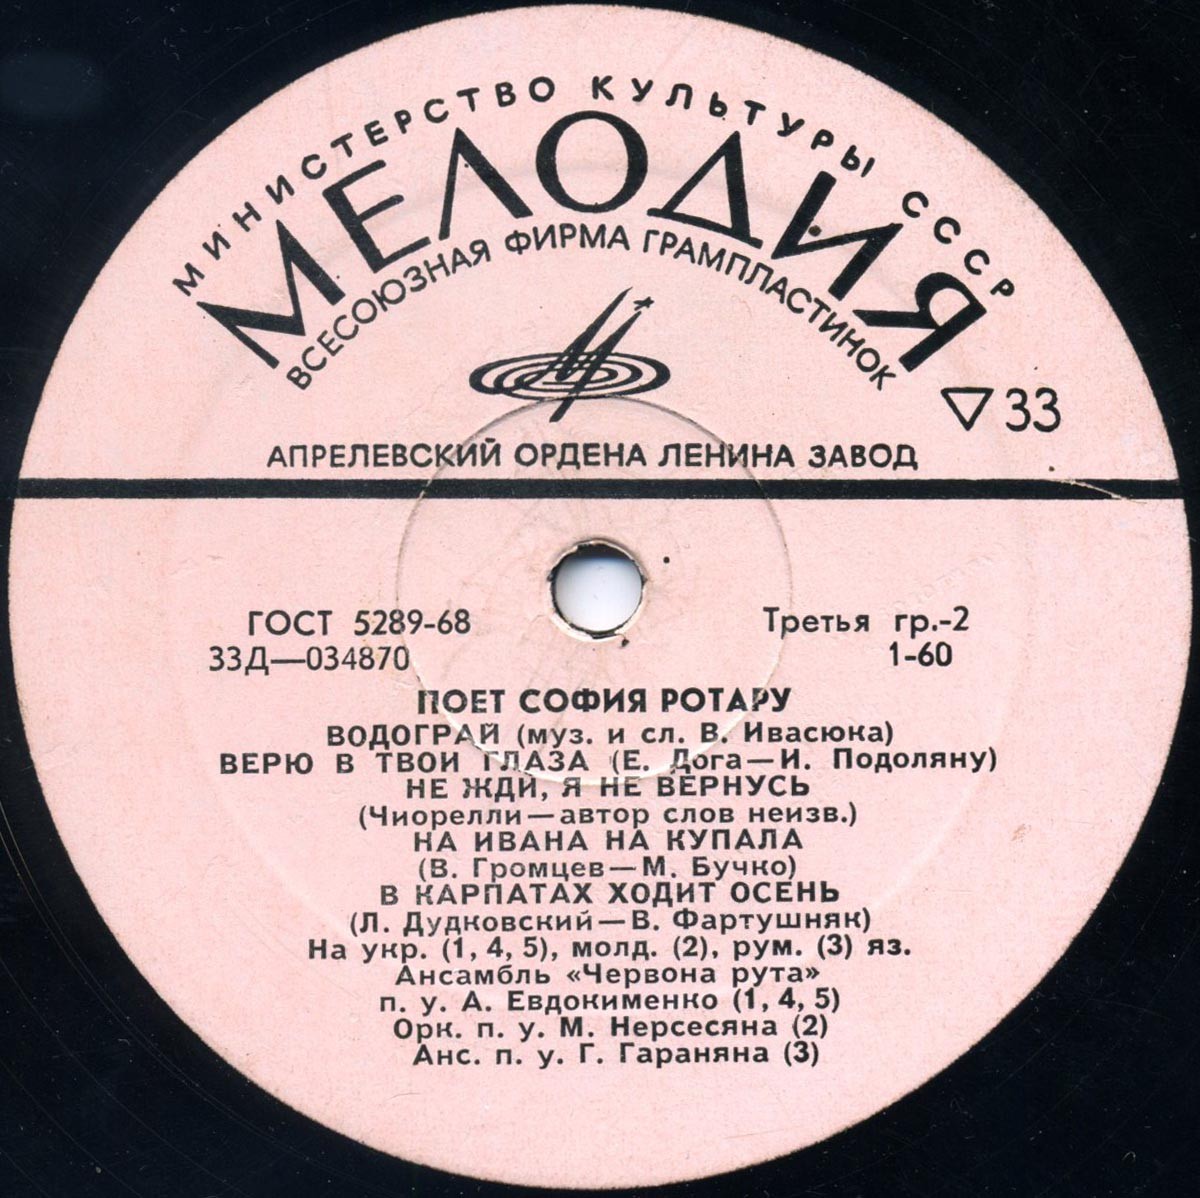 МИНИСТЕРСТВО КУЛЬТУРЫ СССР
МЕЛОДИЯ
ВСЕСОЮЗНАЯ ФИРМА ГРАМПЛАСТИНОК
▽33
АПРЕЛЕВСКИЙ ОРДЕНА ЛЕНИНА ЗАВОД
ГОСТ 5289-68 Третья гр.-2
33Д—034870 1-60
ПОЕТ СОФИЯ РОТАРУ
ВОДОГРАЙ (муз. и сл. В. Ивасюка)
ВЕРЮ В ТВОИ ГЛАЗА (Е. Дога—И. Подоляну)
НЕ ЖДИ, Я НЕ ВЕРНУСЬ
(Чиорелли—автор слов неизв.)
НА ИВАНА НА КУПАЛА
(В. Громцев—М. Бучко)
В КАРПАТАХ ХОДИТ ОСЕНЬ
(Л. Дудковский—В. Фартушняк)
На укр. (1, 4, 5), молд. (2), рум. (3) яз.
Ансамбль «Червона рута»
п. у. А. Евдокименко (1, 4, 5)
Орк. п. у. М. Нерсесяна (2)
Анс. п. у. Г. Гараняна (3)